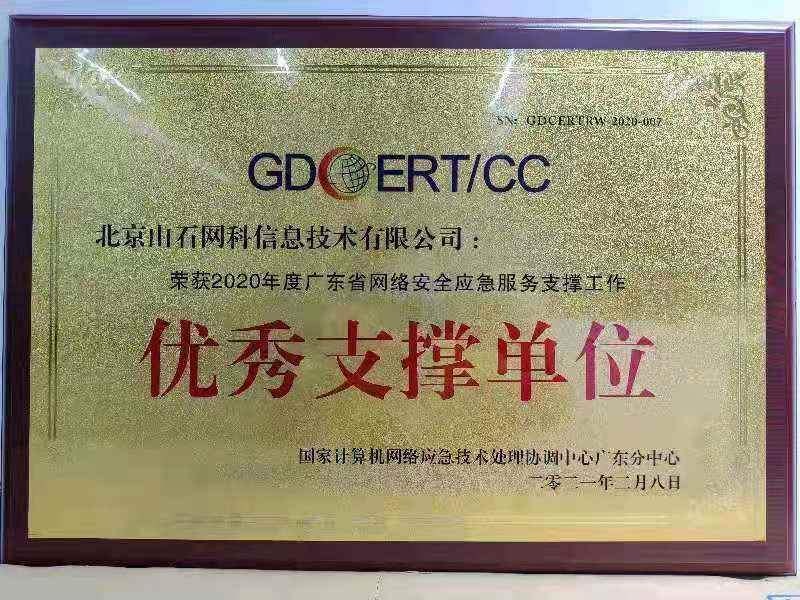 SN: GDCERTRW-2020-007
GDCERT/CC
北京山石网科信息技术有限公司：
荣获2020年度广东省网络安全应急服务支撑工作
优秀支撑单位
国家计算机网络应急技术处理协调中心广东分中心
二零二一年二月八日